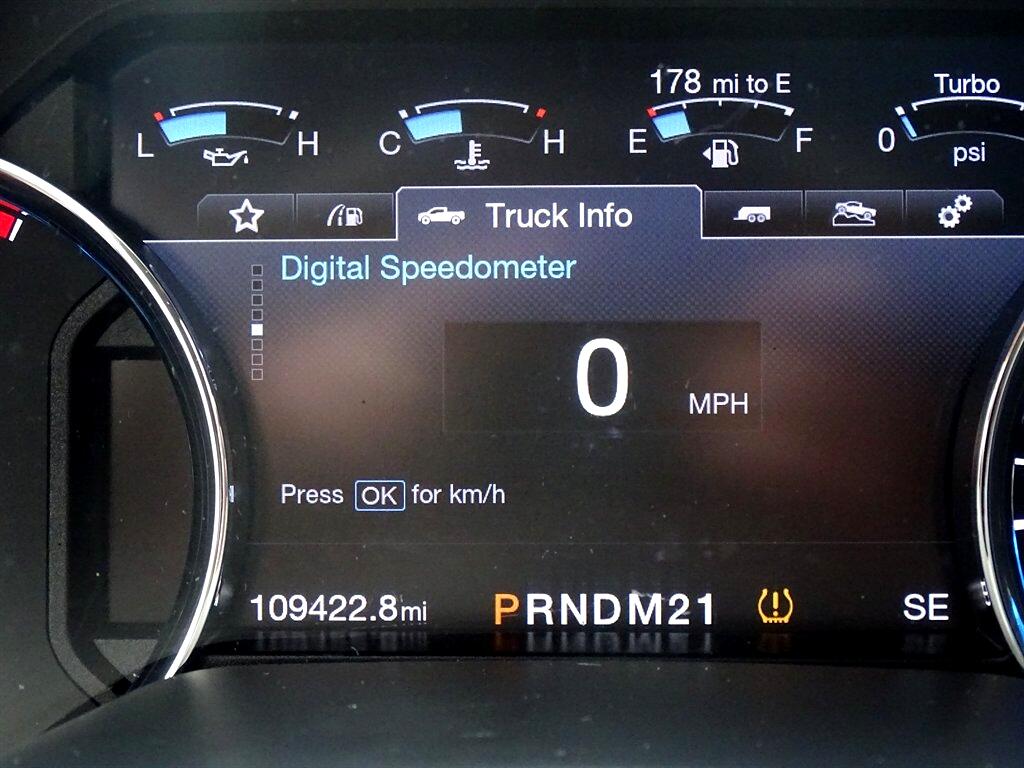 178 mi to E
Turbo
L H
C H
E F
0
psi
Truck Info
Digital Speedometer
0 MPH
Press OK for km/h
109422.8mi PRNDM21 SE